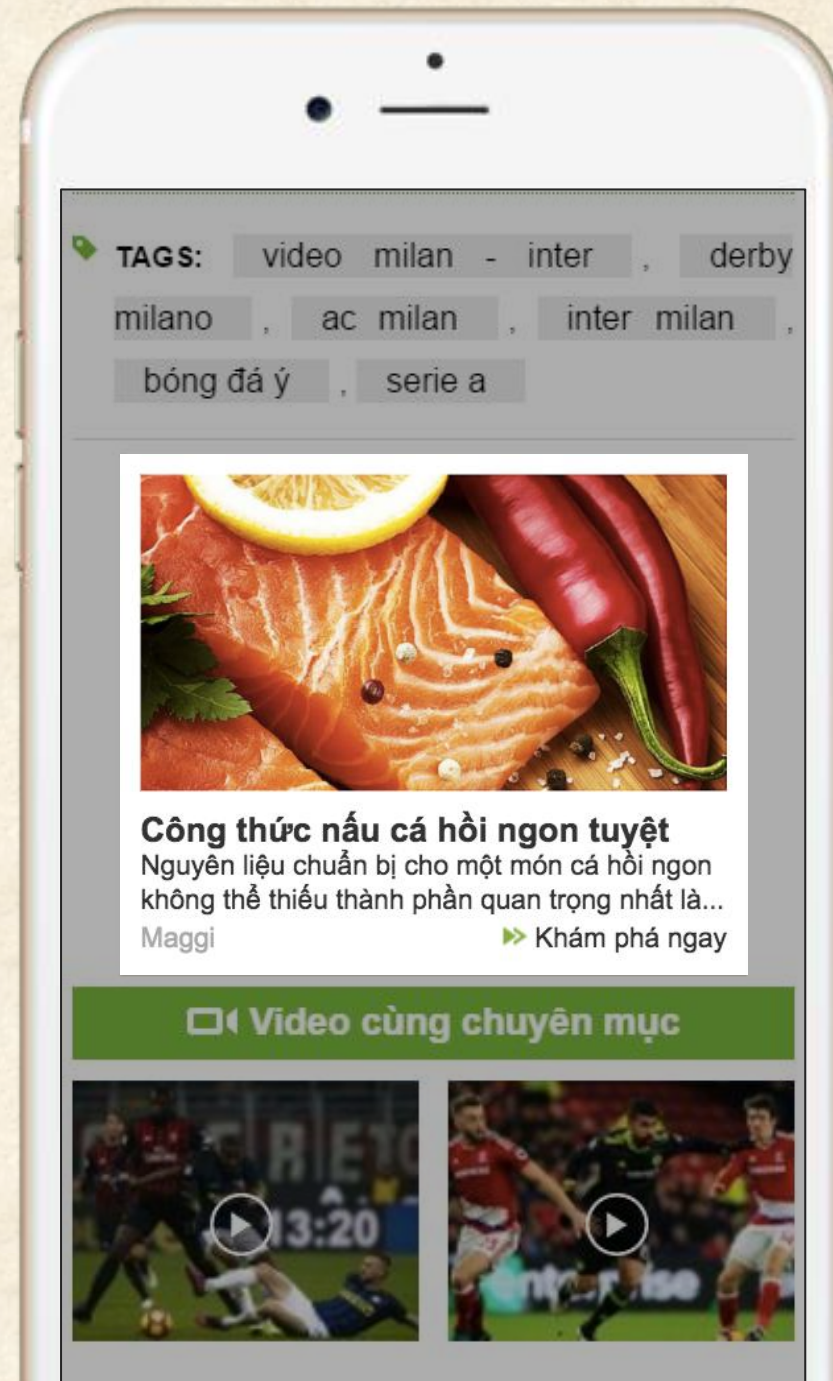 TAGS: video milan - inter , derby
milano , ac milan , inter milan ,
bóng đá ý , serie a
Công thức nấu cá hồi ngon tuyệt
Nguyên liệu chuẩn bị cho một món cá hồi ngon
không thể thiếu thành phần quan trọng nhất là...
Maggi Khám phá ngay
Video cùng chuyên mục
13:20